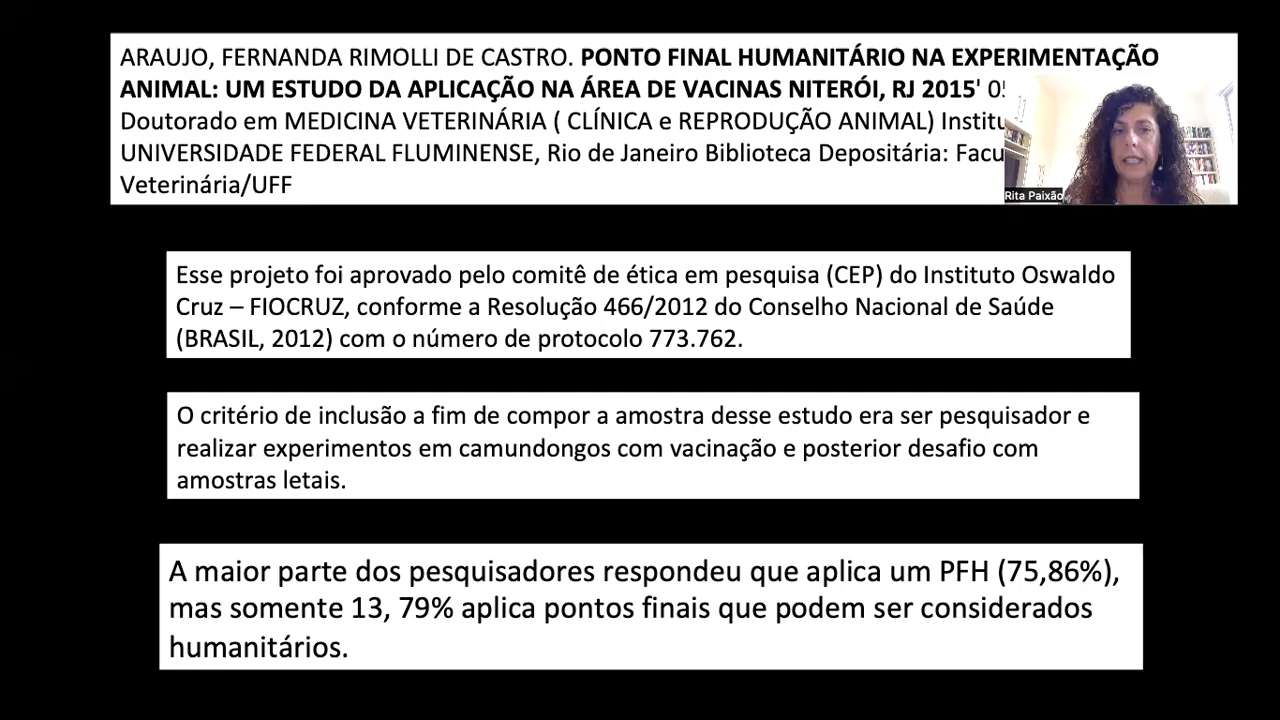 ARAUJO, FERNANDA RIMOLLI DE CASTRO. PONTO FINAL HUMANITÁRIO NA EXPERIMENTAÇÃO
ANIMAL: UM ESTUDO DA APLICAÇÃO NA ÁREA DE VACINAS NITERÓI, RJ 2015'
Doutorado em MEDICINA VETERINÁRIA ( CLÍNICA e REPRODUÇÃO ANIMAL)
UNIVERSIDADE FEDERAL FLUMINENSE, Rio de Janeiro Biblioteca Depositária:
Veterinária/UFF
Rita Paixão
Esse projeto foi aprovado pelo comitê de ética em pesquisa (CEP) do Instituto Oswaldo
Cruz – FIOCRUZ, conforme a Resolução 466/2012 do Conselho Nacional de Saúde
(BRASIL, 2012) com o número de protocolo 773.762.
O critério de inclusão a fim de compor a amostra desse estudo era ser pesquisador e
realizar experimentos em camundongos com vacinação e posterior desafio com
amostras letais.
A maior parte dos pesquisadores respondeu que aplica um PFH (75,86%),
mas somente 13, 79% aplica pontos finais que podem ser considerados
humanitários.